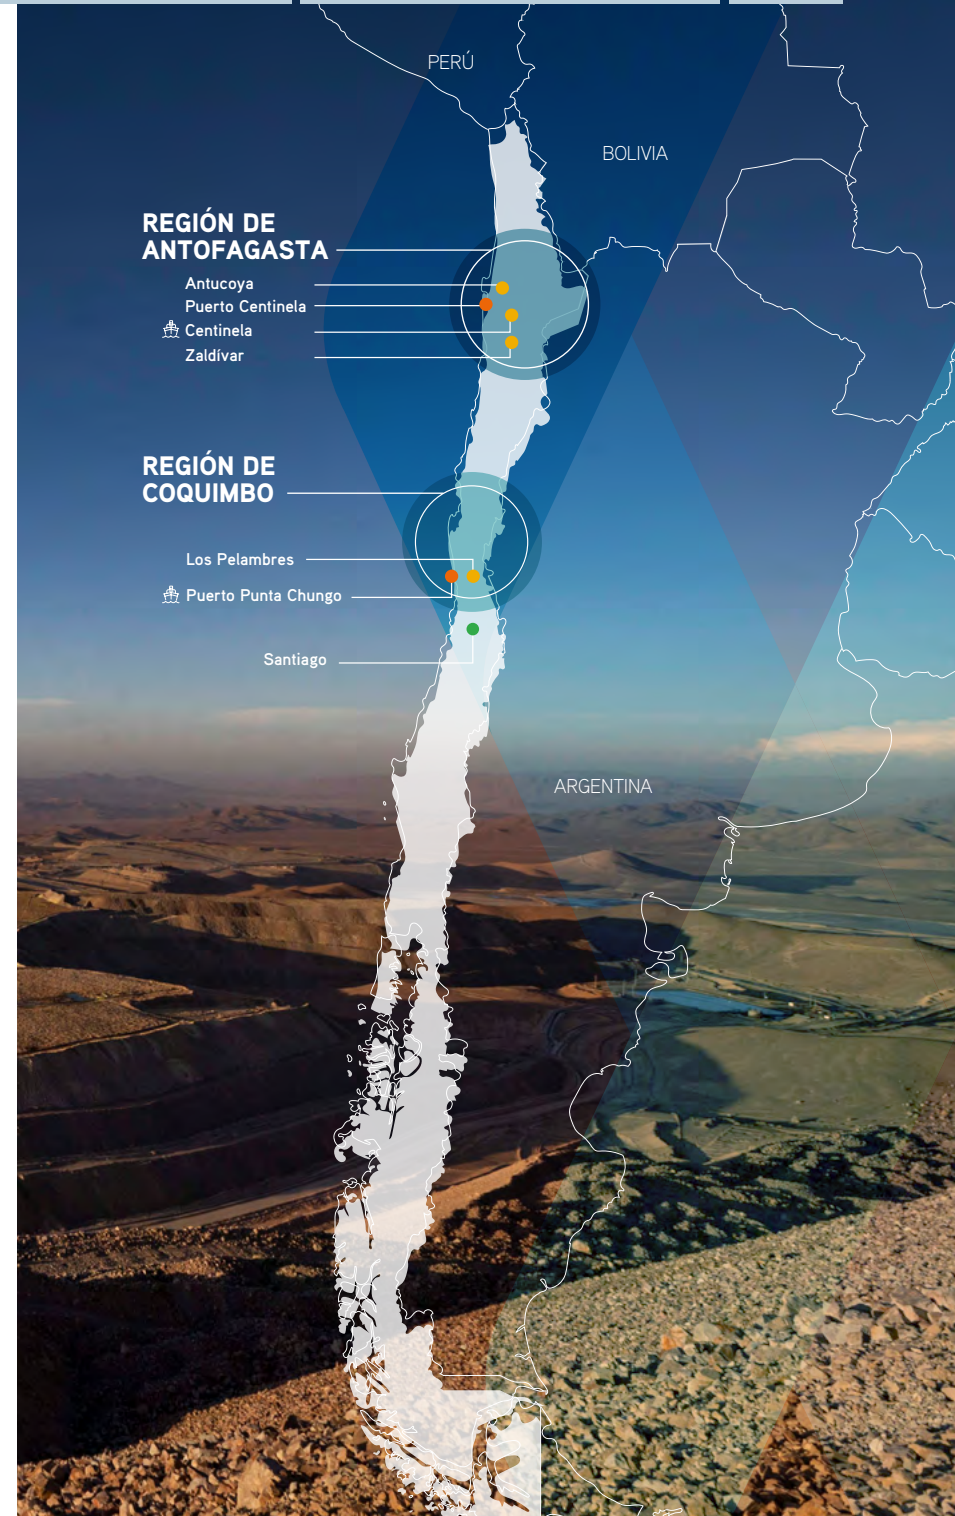 PERÚ
BOLIVIA
REGIÓN DE
ANTOFAGASTA
Antucoya
Puerto Centinela
Centinela
Zaldívar
REGIÓN DE
COQUIMBO
Los Pelambres
Puerto Punta Chungo
Santiago
ARGENTINA